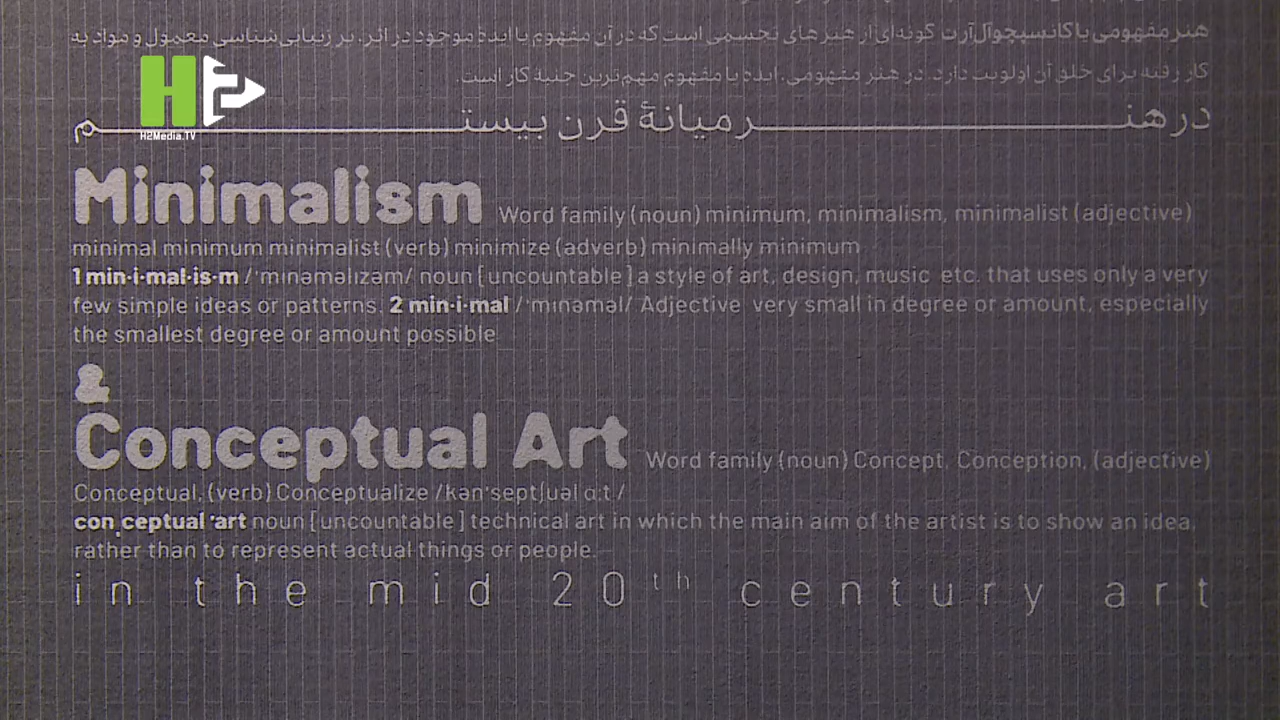 هنر مفهومی یا کانسپچوآل‌آرت گونه‌ای از هنرهای تجسمی است که در آن مفهوم یا ایدهٔ موجود در اثر، بر زیبایی‌شناسی معمول و مواد به
کار رفته برای خلق آن اولویت دارد. در هنر مفهومی، ایده یا مفهوم مهم‌ترین جنبهٔ کار است.
در هنر میانهٔ قرن بیستم
H2Media.TV
Minimalism Word family (noun) minimum, minimalism, minimalist (adjective)
minimal minimum minimalist (verb) minimize (adverb) minimally minimum
1 min·i·mal·is·m /ˈmɪnəməlɪzəm/ noun [uncountable] a style of art, design, music etc. that uses only a very
few simple ideas or patterns. 2 min·i·mal /ˈmɪnəməl/ Adjective very small in degree or amount, especially
the smallest degree or amount possible
&
Conceptual Art Word family (noun) Concept, Conception, (adjective)
Conceptual, (verb) Conceptualize /kənˈseptʃuəl ɑːt /
conˌceptual ˈart noun [uncountable] technical art in which the main aim of the artist is to show an idea,
rather than to represent actual things or people.
in the mid 20th century art